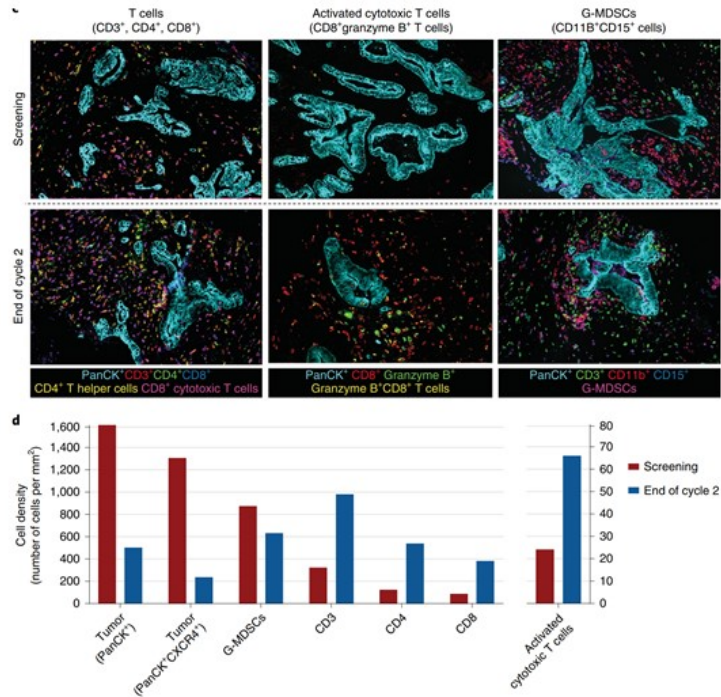 T cells
(CD3⁺, CD4⁺, CD8⁺)
Activated cytotoxic T cells
(CD8⁺granzyme B⁺ T cells)
G-MDSCs
(CD11B⁺CD15⁺ cells)
Screening
End of cycle 2
PanCK⁺CD3⁺CD4⁺CD8⁺
CD4⁺ T helper cells CD8⁺ cytotoxic T cells
PanCK⁺ CD8⁺ Granzyme B⁺
Granzyme B⁺CD8⁺ T cells
PanCK⁺ CD3⁺ CD11b⁺ CD15⁺
G-MDSCs
d
Cell density
(number of cells per mm²)
1,600
1,400
1,200
1,000
800
600
400
200
0
80
70
60
50
40
30
20
10
0
Screening
End of cycle 2
Tumor
(PanCK⁺)
Tumor
(PanCK⁺CXCR4⁺)
G-MDSCs
CD3
CD4
CD8
Activated
cytotoxic T cells